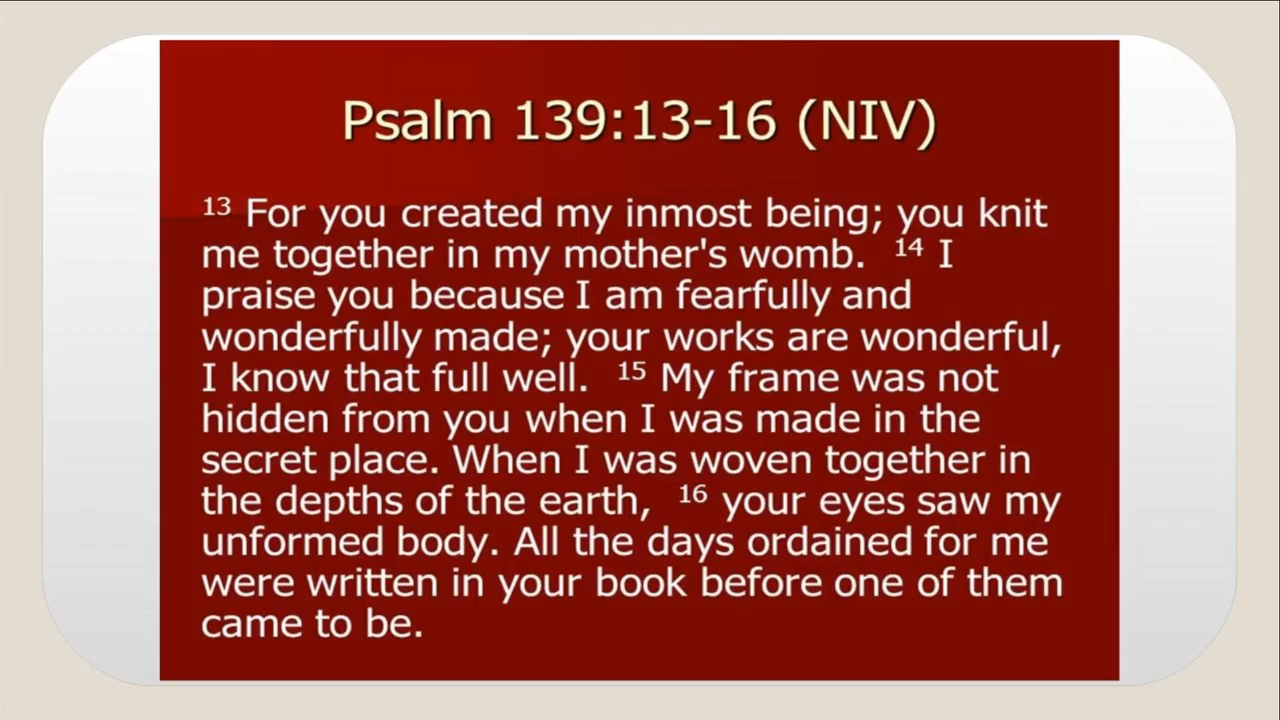 Psalm 139:13-16 (NIV)
13 For you created my inmost being; you knit
me together in my mother's womb. 14 I
praise you because I am fearfully and
wonderfully made; your works are wonderful,
I know that full well. 15 My frame was not
hidden from you when I was made in the
secret place. When I was woven together in
the depths of the earth, 16 your eyes saw my
unformed body. All the days ordained for me
were written in your book before one of them
came to be.